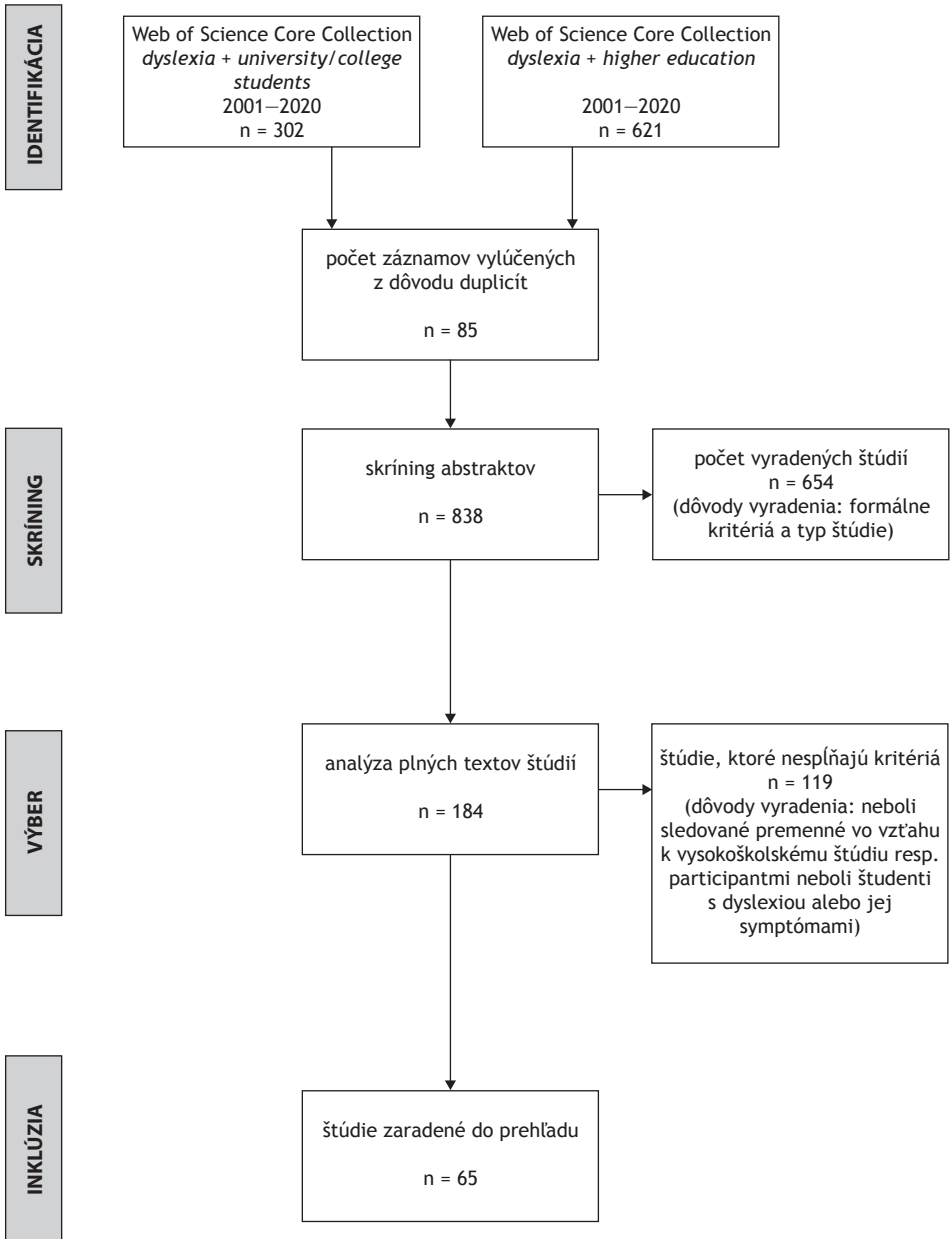 IDENTIFIKÁCIA
Web of Science Core Collection
dyslexia + university/college
students
2001—2020
n = 302
Web of Science Core Collection
dyslexia + higher education
2001—2020
n = 621
počet záznamov vylúčených
z dôvodu duplicít
n = 85
SKRÍNING
skríning abstraktov
n = 838
počet vyradených štúdií
n = 654
(dôvody vyradenia: formálne
kritériá a typ štúdie)
VÝBER
analýza plných textov štúdií
n = 184
štúdie, ktoré nespĺňajú kritériá
n = 119
(dôvody vyradenia: neboli
sledované premenné vo vzťahu
k vysokoškolskému štúdiu resp.
participantmi neboli študenti
s dyslexiou alebo jej
symptómami)
INKLÚZIA
štúdie zaradené do prehľadu
n = 65